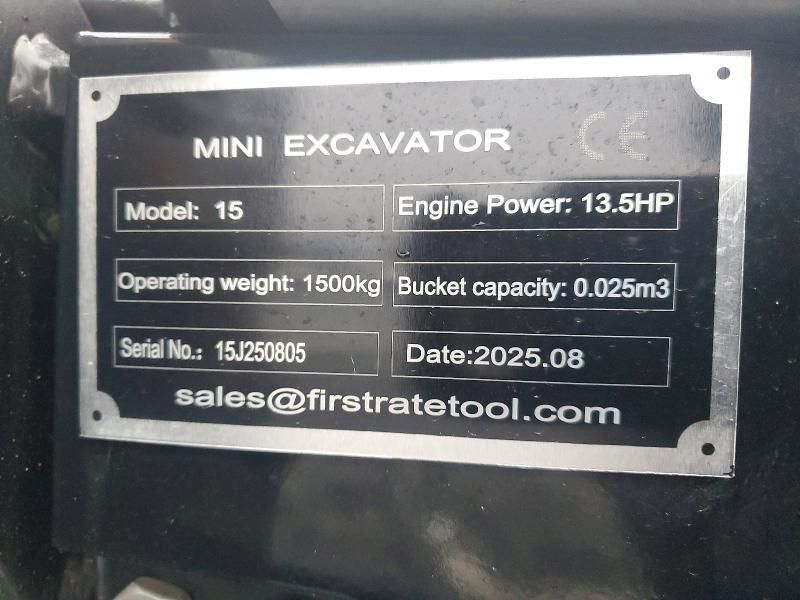 MINI EXCAVATOR CE
Model: 15 Engine Power: 13.5HP
Operating weight: 1500kg Bucket capacity: 0.025m3
Serial No.: 15J250805 Date:2025.08
sales@firstratetool.com